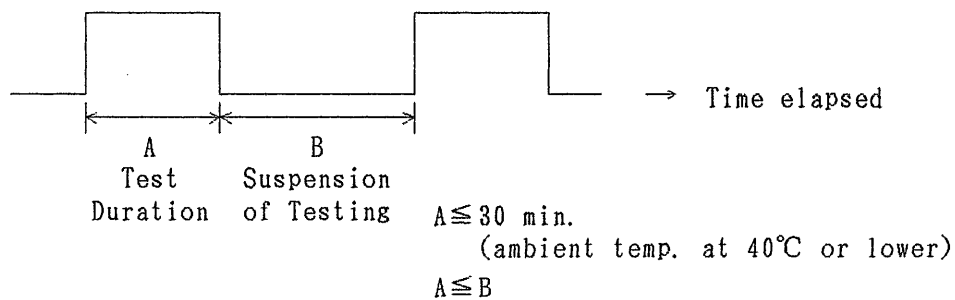 → Time elapsed
A
Test
Duration
B
Suspension
of Testing
A≦30 min.
(ambient temp. at 40℃ or lower)
A≦B